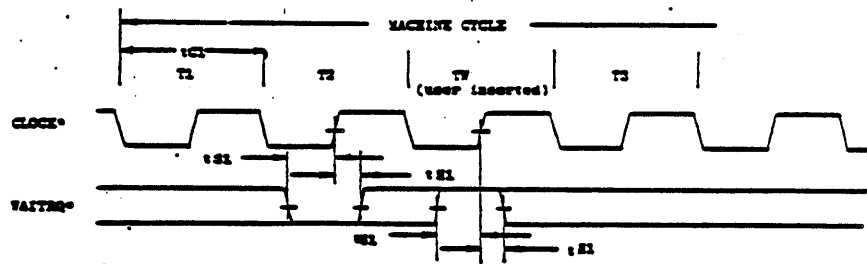 MACHINE CYCLE
tC1
T1 T2 TW T3
(user inserted)
CLOCK*
tS1
tH1
WAITRQ*
tS1
tH1